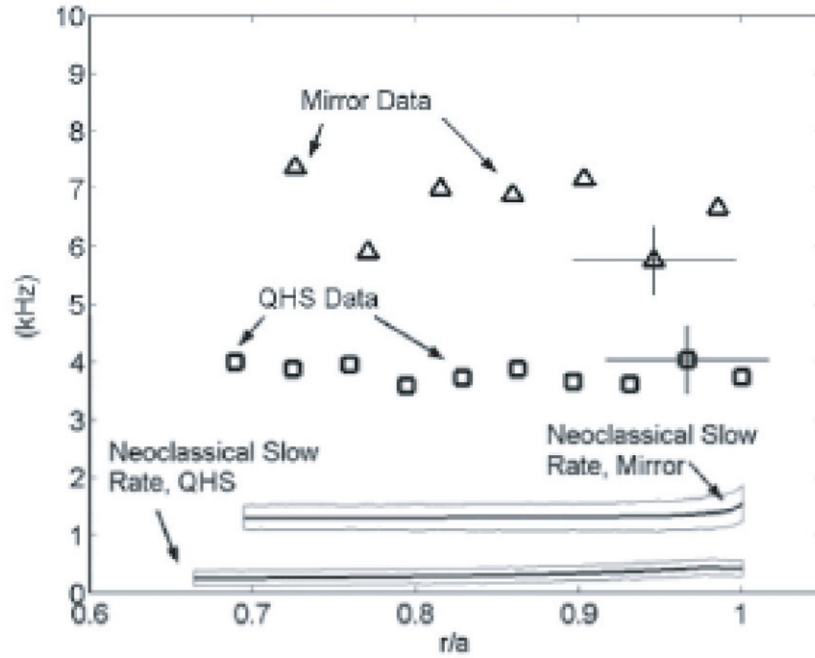 10
9
8
7
6
5
4
3
2
1
0
(kHz)
Mirror Data
QHS Data
Neoclassical Slow
Rate, QHS
Neoclassical Slow
Rate, Mirror
0.6
0.7
0.8
0.9
1
r/a